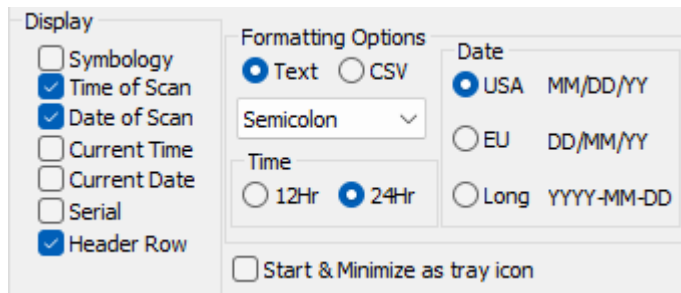 Display
Symbology
Time of Scan
Date of Scan
Current Time
Current Date
Serial
Header Row
Formatting Options
Text CSV
Semicolon
Time
12Hr 24Hr
Date
USA MM/DD/YY
EU DD/MM/YY
Long YYYY-MM-DD
Start & Minimize as tray icon